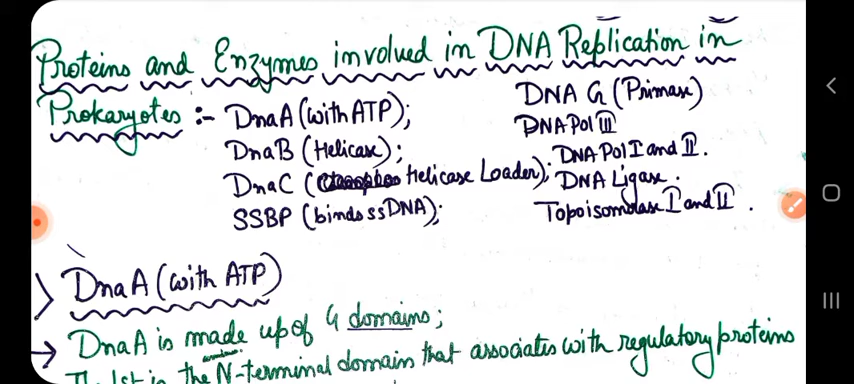 Proteins and Enzymes involved in DNA Replication in
Prokaryotes :- DnaA (with ATP);
DnaB (Helicase);
DnaC (Helicase Loader);
SSBP (binds ssDNA);
DNA G (Primase)
DNA Pol III
DNA Pol I and II.
DNA Ligase.
Topoisomerase I and II.
> DnaA (with ATP)
→ DnaA is made up of 4 domains;
The 1st is the N-terminal domain that associates with regulatory proteins